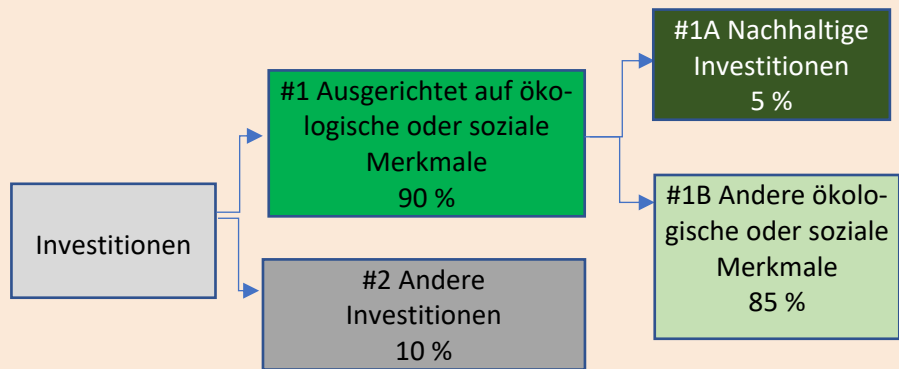 Investitionen
#1 Ausgerichtet auf öko-
logische oder soziale
Merkmale
90 %
#2 Andere
Investitionen
10 %
#1A Nachhaltige
Investitionen
5 %
#1B Andere ökolo-
gische oder soziale
Merkmale
85 %